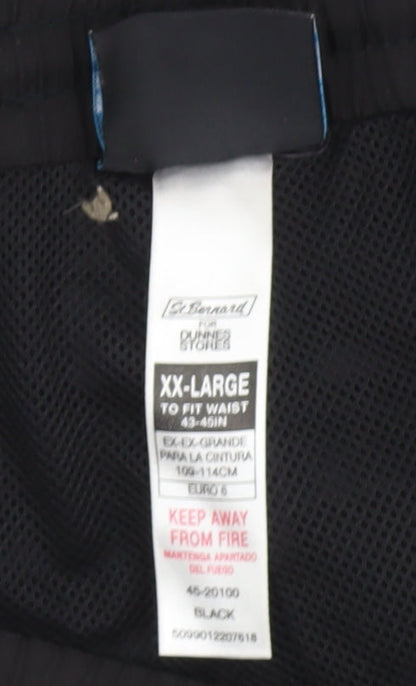 St Bernard
FOR
DUNNES
STORES
XX-LARGE
TO FIT WAIST
43-45IN
EX-EX-GRANDE
PARA LA CINTURA
109-114CM
EURO 6
KEEP AWAY
FROM FIRE
MANTENGA APARTADO
DEL FUEGO
45-20100
BLACK
5099012207618